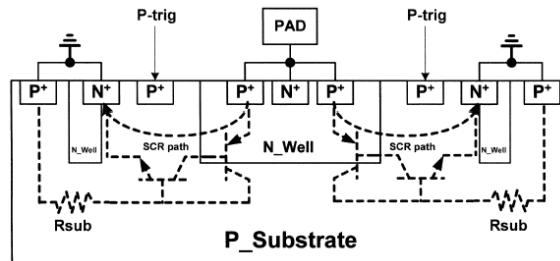 P-trig PAD P-trig
P+ N+ P+ P+ N+ P+ P+ N+ P+
N_Well SCR path N_Well SCR path N_Well
Rsub Rsub
P_Substrate